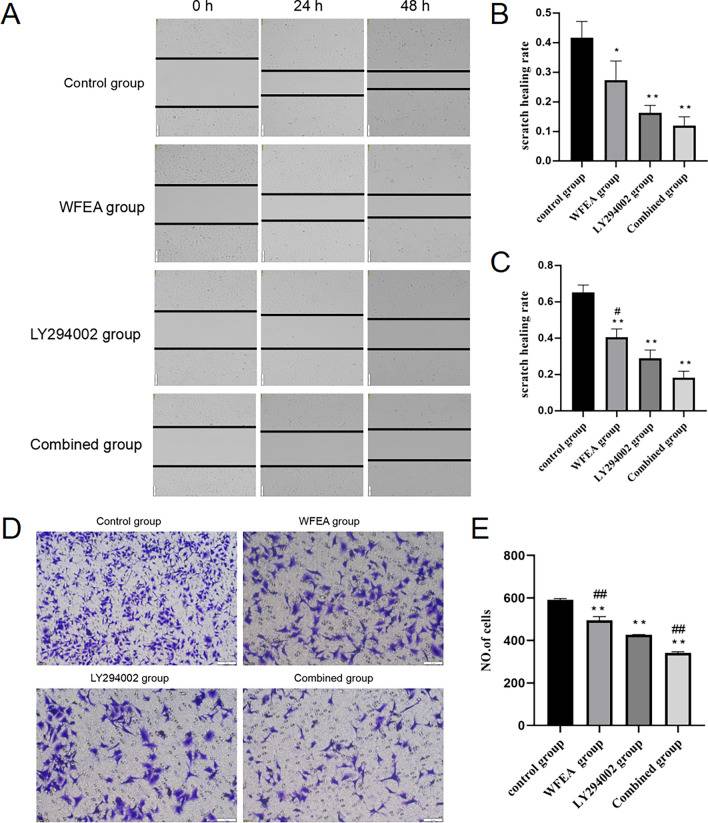 A
0 h
24 h
48 h
Control group
WFEA group
LY294002 group
Combined group
B
scratch healing rate
0.5
0.4
0.3
0.2
0.1
0.0
*
**
**
control group
WFEA group
LY294002 group
Combined group
C
scratch healing rate
0.8
0.6
0.4
0.2
0.0
#
**
**
**
control group
WFEA group
LY294002 group
Combined group
D
Control group
WFEA group
LY294002 group
Combined group
E
NO.of cells
800
600
400
200
0
##
**
**
##
**
control group
WFEA group
LY294002 group
Combined group